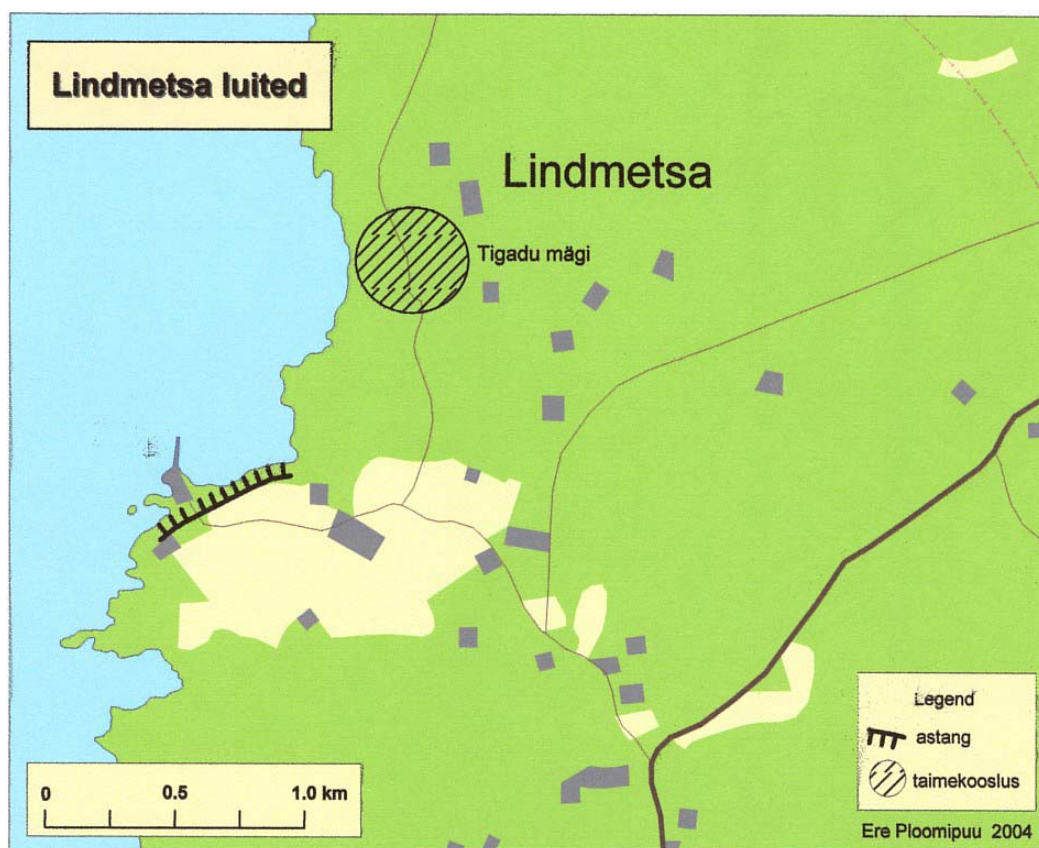 Lindmetsa luited
Lindmetsa
Tigadu mägi
0 0.5 1.0 km
Legend
astang
taimekooslus
Ere Ploomipuu 2004